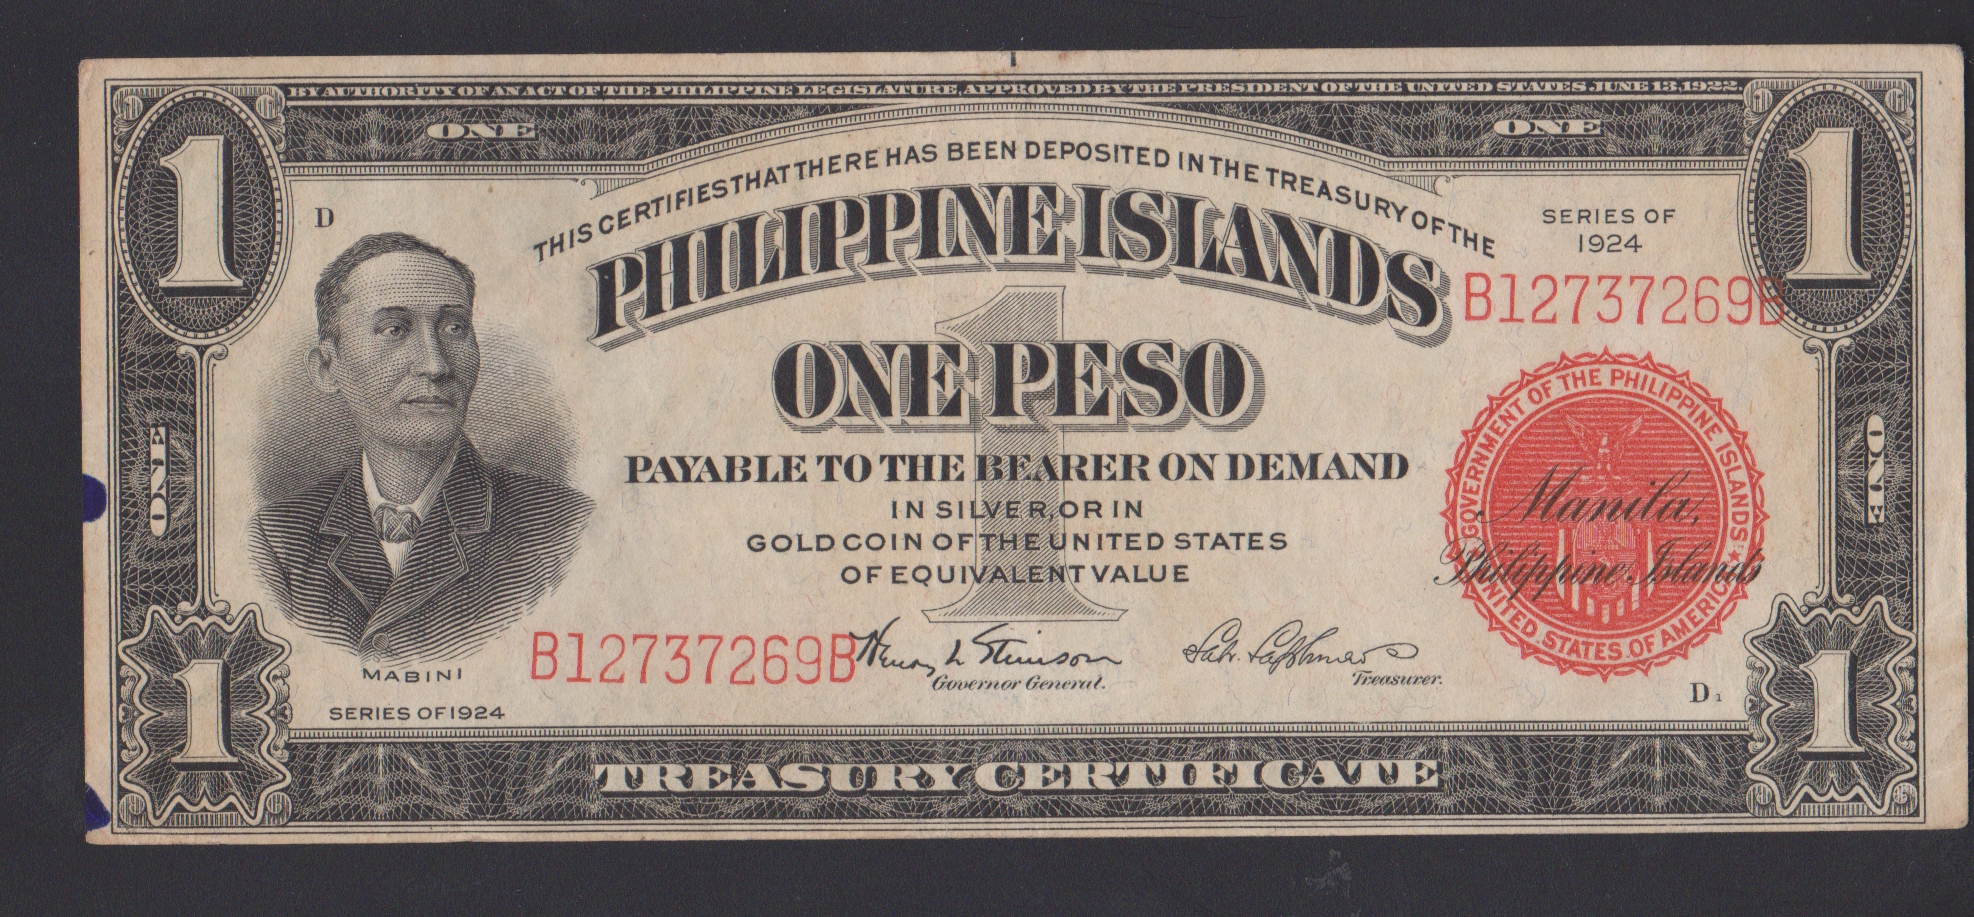 BY AUTHORITY OF AN ACT OF THE PHILIPPINE LEGISLATURE, APPROVED BY THE PRESIDENT OF THE UNITED STATES, JUNE 13, 1922.
1 ONE ONE 1
THIS CERTIFIES THAT THERE HAS BEEN DEPOSITED IN THE TREASURY OF THE
D
SERIES OF
1924
PHILIPPINE ISLANDS
B12737269B
1
ONE PESO
PAYABLE TO THE BEARER ON DEMAND
IN SILVER, OR IN
GOLD COIN OF THE UNITED STATES
OF EQUIVALENT VALUE
ONE
ONE
GOVERNMENT OF THE PHILIPPINE ISLANDS
UNITED STATES OF AMERICA
Manila,
Philippine Islands
B12737269B
Henry L Stimson
Governor General.
Treasurer.
MABINI
SERIES OF 1924
D1
1 1
TREASURY CERTIFICATE